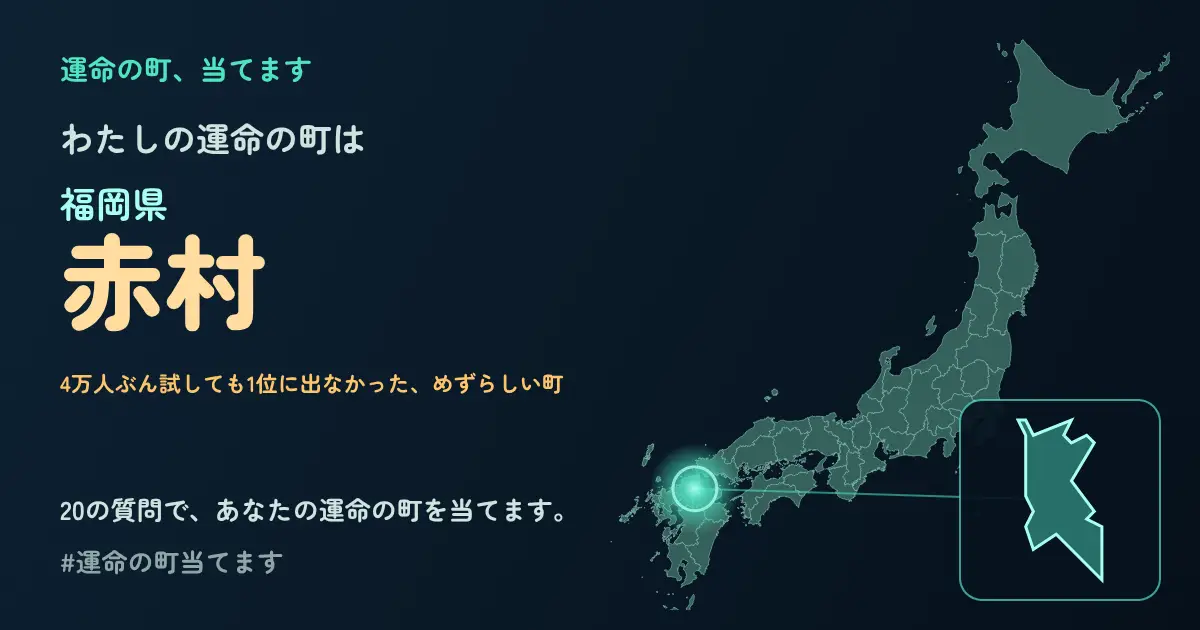 運命の町、当てます
わたしの運命の町は
福岡県
赤村
4万人ぶん試しても1位に出なかった、めずらしい町
20の質問で、あなたの運命の町を当てます。
#運命の町当てます